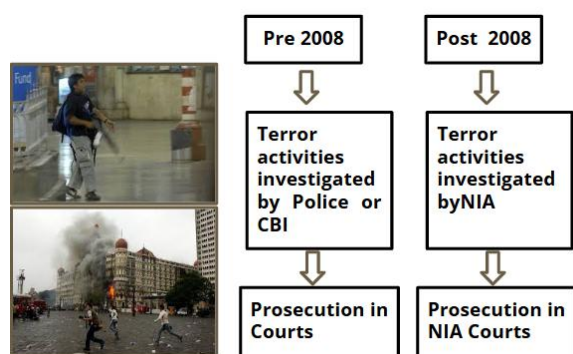 Fund
Pre 2008
Post 2008
Terror
activities
investigated
by Police or
CBI
Terror
activities
investigated
byNIA
Prosecution in
Courts
Prosecution in
NIA Courts